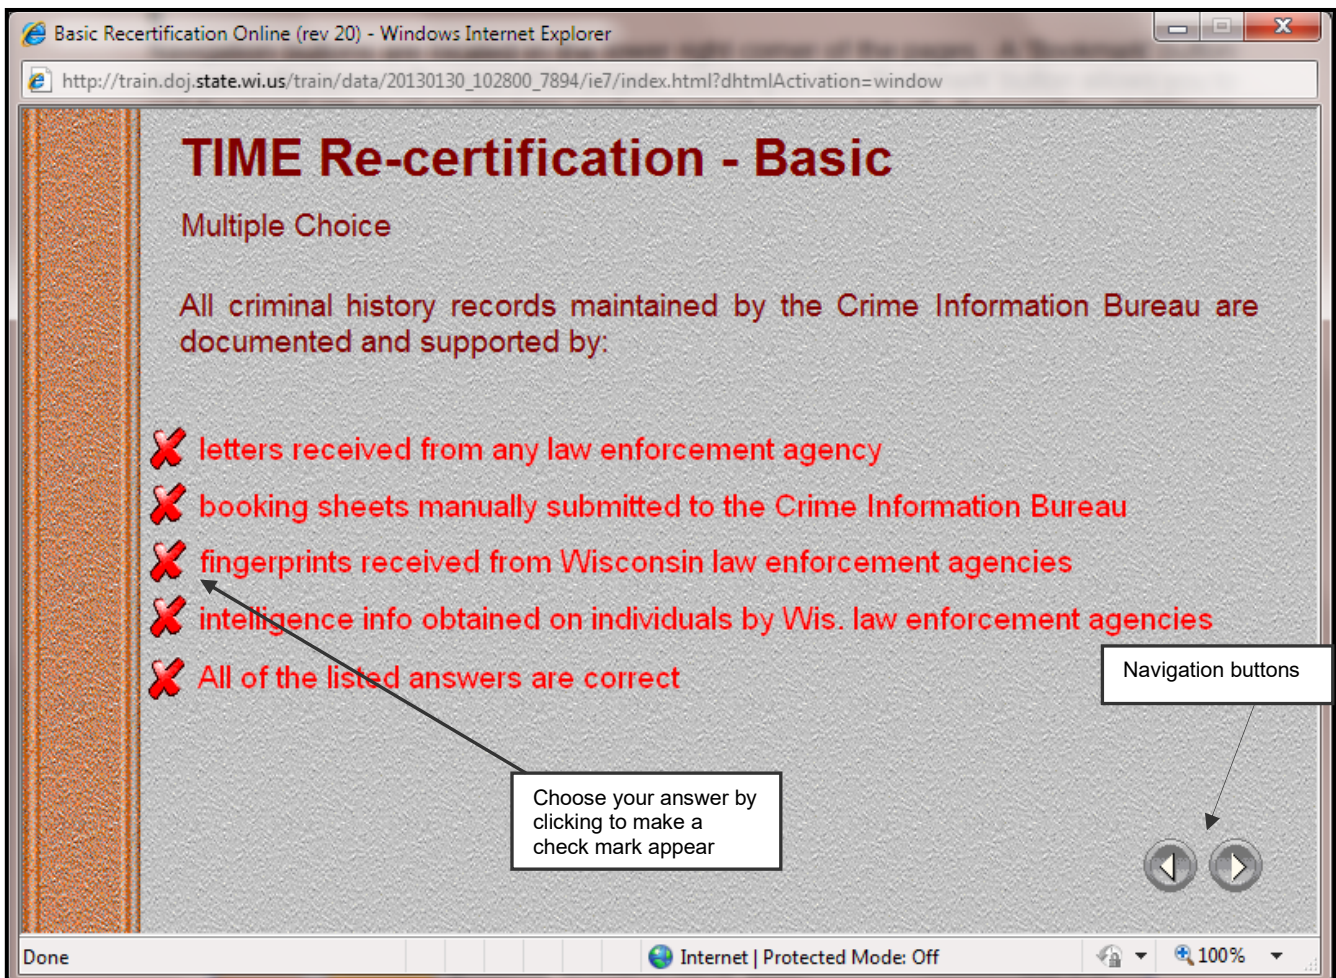 Basic Recertification Online (rev 20) - Windows Internet Explorer
http://train.doj.state.wi.us/train/data/20130130_102800_7894/ie7/index.html?dhtmlActivation=window
TIME Re-certification - Basic
Multiple Choice
All criminal history records maintained by the Crime Information Bureau are
documented and supported by:
letters received from any law enforcement agency
booking sheets manually submitted to the Crime Information Bureau
fingerprints received from Wisconsin law enforcement agencies
intelligence info obtained on individuals by Wis. law enforcement agencies
All of the listed answers are correct
Navigation buttons
Choose your answer by
clicking to make a
check mark appear
Done
Internet | Protected Mode: Off
100%